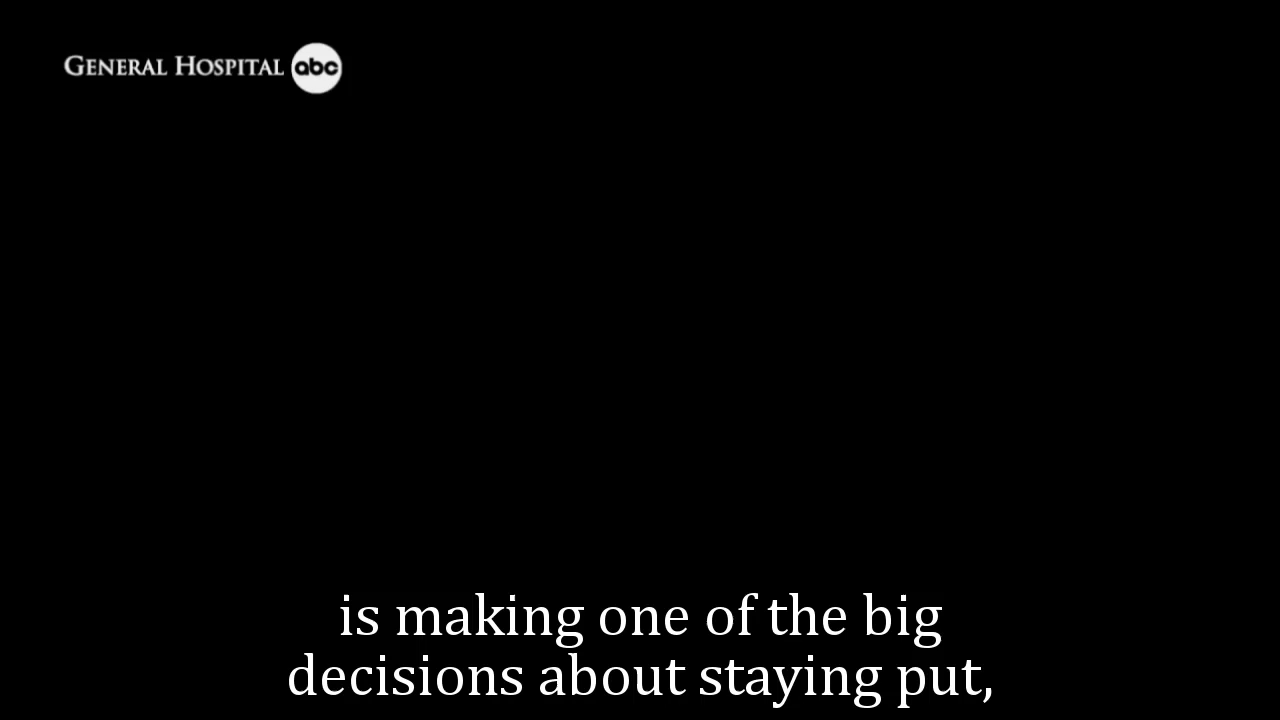 GENERAL HOSPITAL abc
is making one of the big
decisions about staying put,